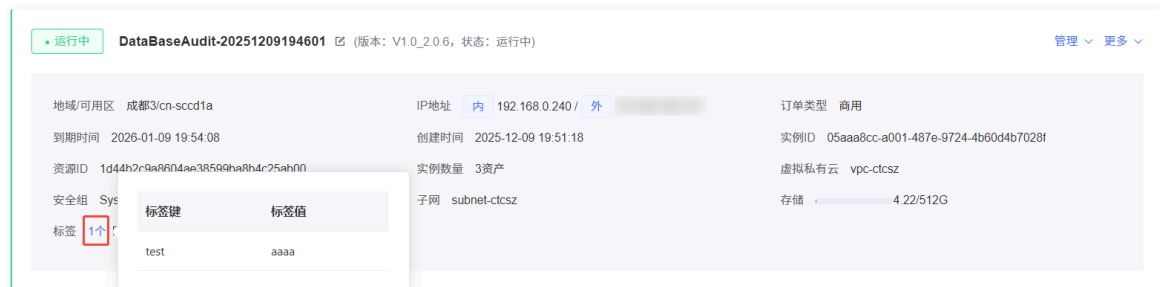 运行中 DataBaseAudit-20251209194601 (版本：V1.0_2.0.6，状态：运行中) 管理 更多
地域/可用区 成都3/cn-sccd1a IP地址 内 192.168.0.240 / 外 订单类型 商用
到期时间 2026-01-09 19:54:08 创建时间 2025-12-09 19:51:18 实例ID 05aaa8cc-a001-487e-9724-4b60d4b7028f
资源ID 1d44b2c9a8604ae38599ba8b4c25ab00 实例数量 3资产 虚拟私有云 vpc-ctcsz
安全组 Sys 子网 subnet-ctcsz 存储 4.22/512G
标签 1个
标签键 标签值
test aaaa